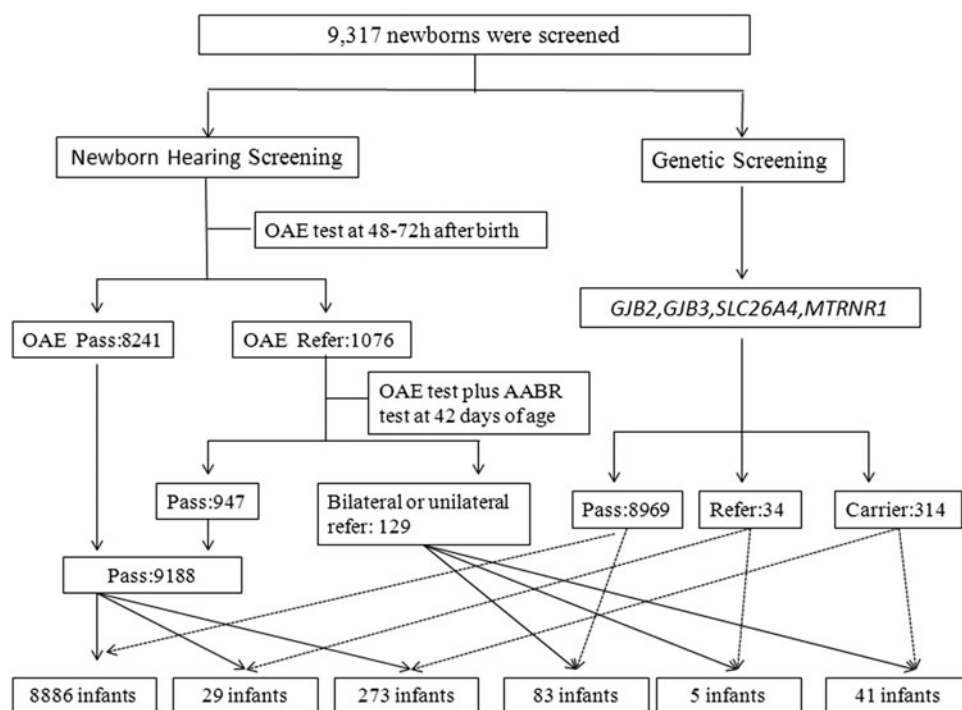 9,317 newborns were screened
Newborn Hearing Screening
Genetic Screening
OAE test at 48-72h after birth
GJB2,GJB3,SLC26A4,MTRNR1
OAE Pass:8241
OAE Refer:1076
OAE test plus AABR
test at 42 days of age
Pass:947
Bilateral or unilateral
refer: 129
Pass:8969
Refer:34
Carrier:314
Pass:9188
8886 infants
29 infants
273 infants
83 infants
5 infants
41 infants